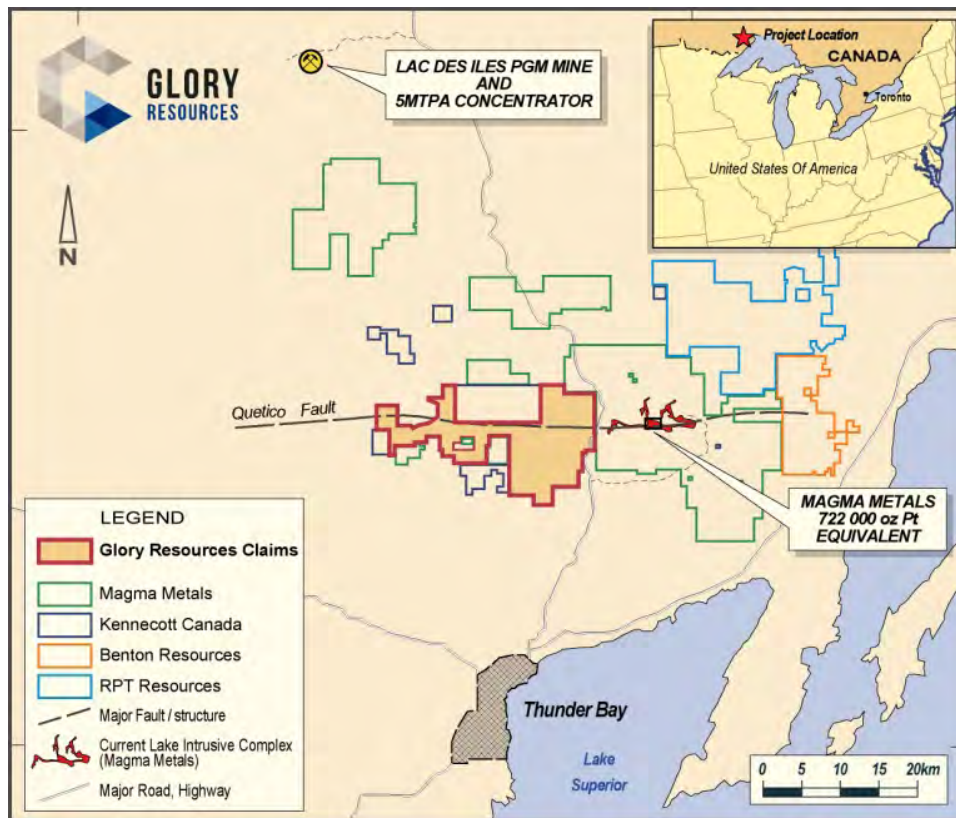 GLORY
RESOURCES
LAC DES ILES PGM MINE
AND
5MTPA CONCENTRATOR
Project Location
CANADA
Toronto
United States Of America
N
Quetico Fault
MAGMA METALS
722 000 oz Pt
EQUIVALENT
LEGEND
Glory Resources Claims
Magma Metals
Kennecott Canada
Benton Resources
RPT Resources
Major Fault / structure
Current Lake Intrusive Complex
(Magma Metals)
Major Road, Highway
Thunder Bay
Lake
Superior
0 5 10 15 20km